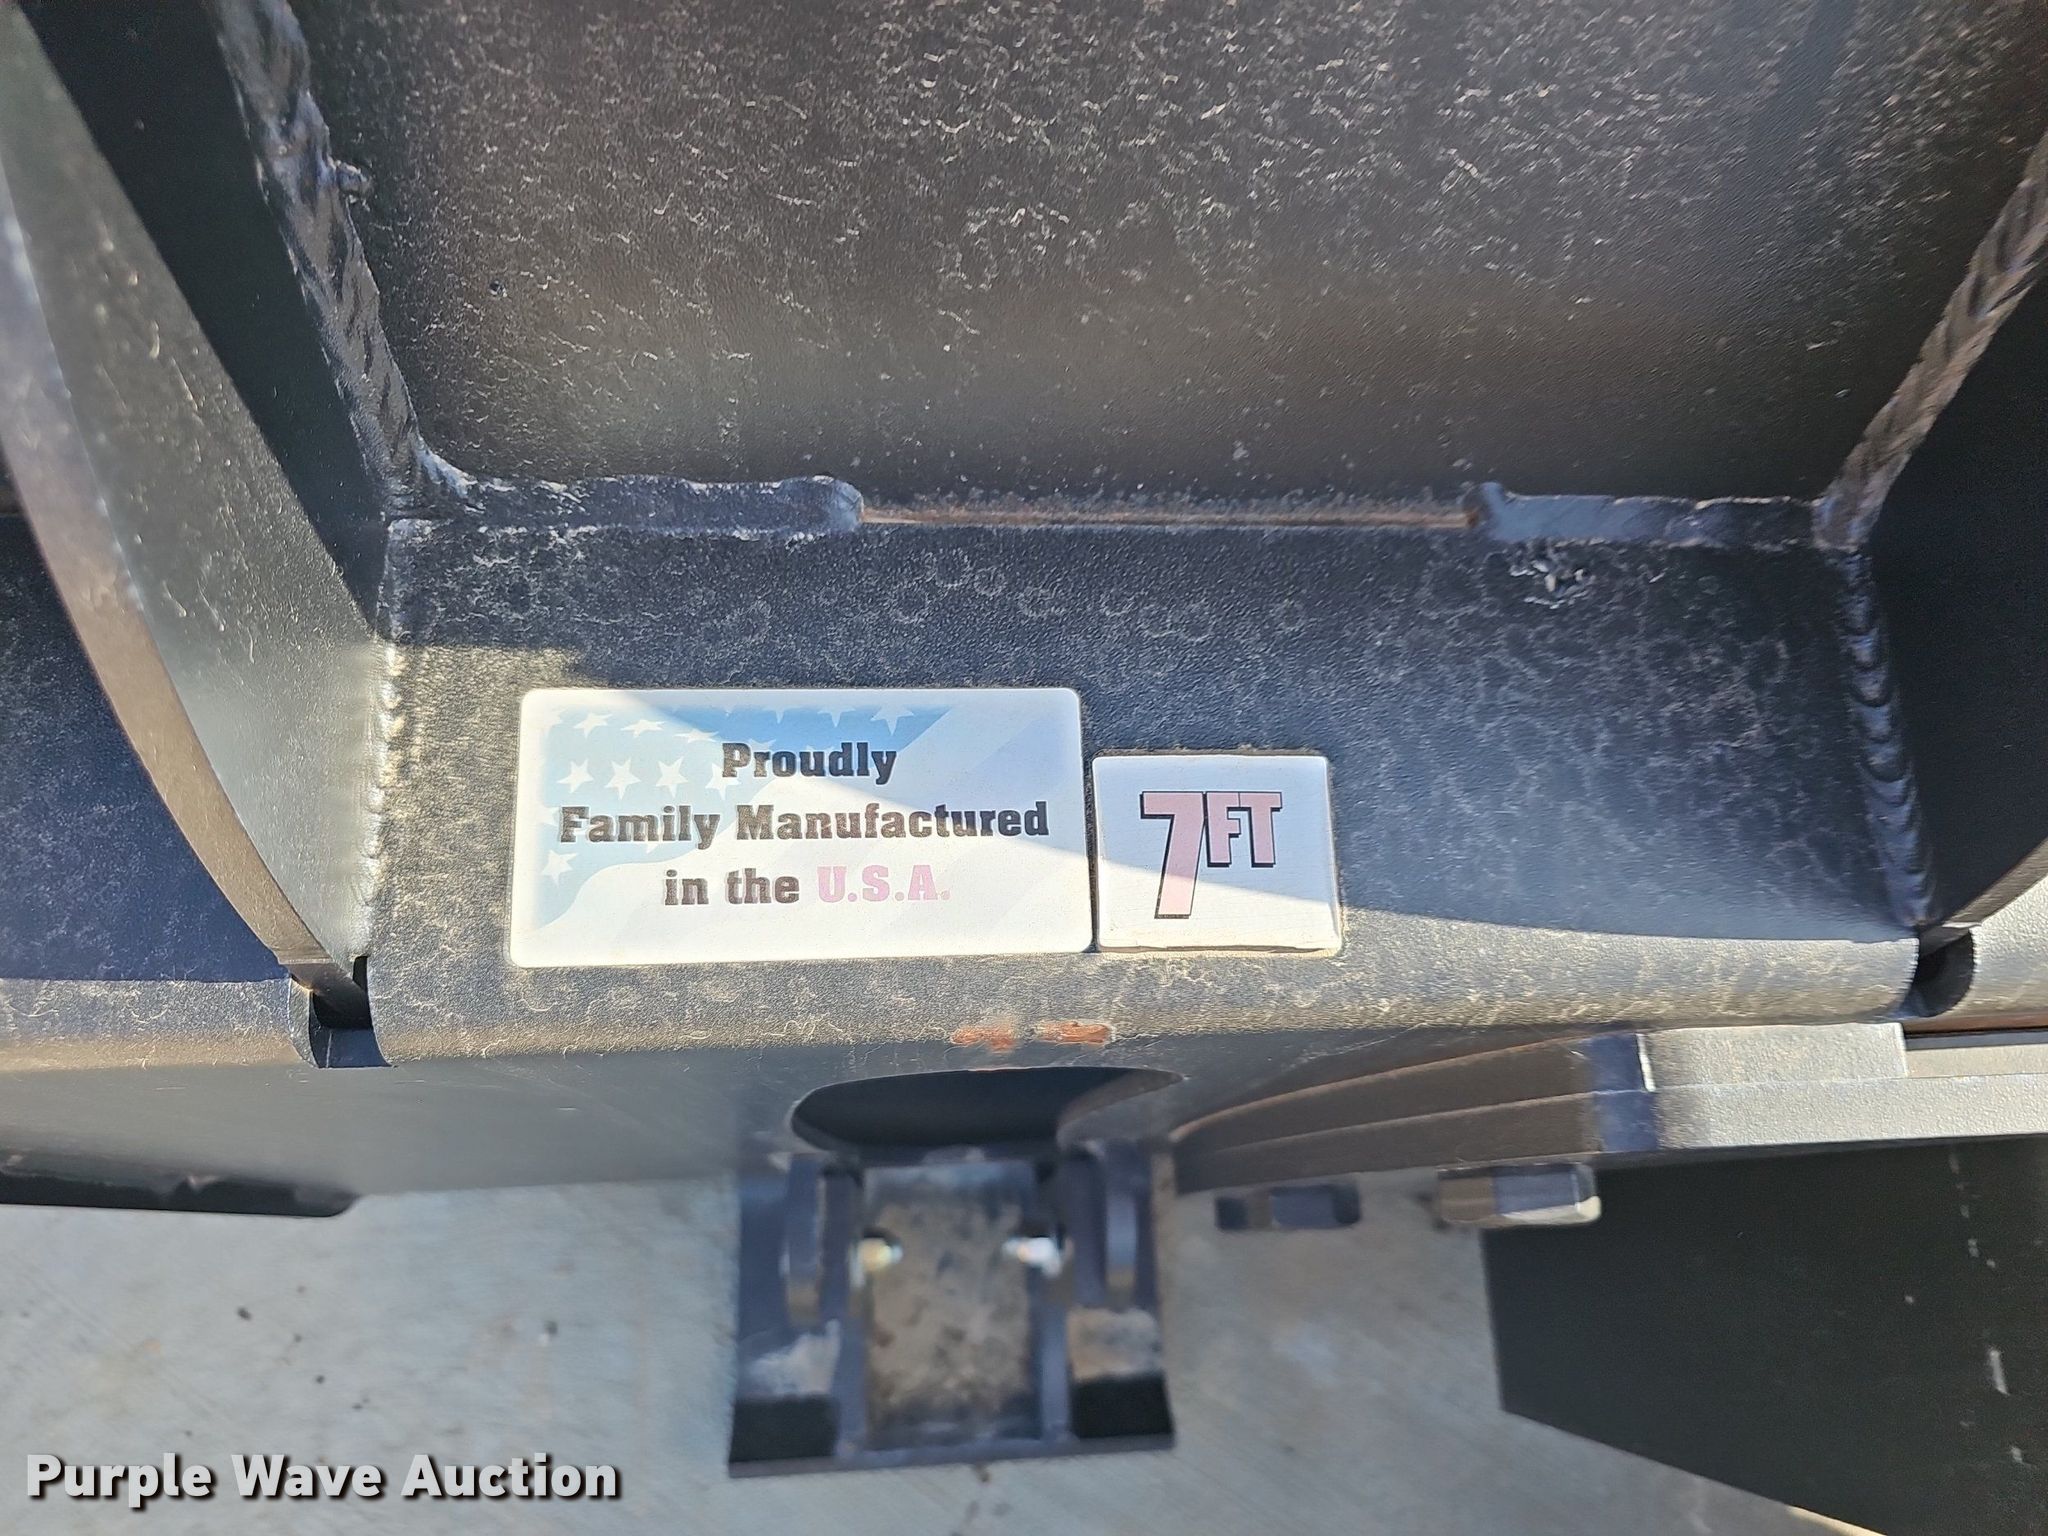 Proudly
Family Manufactured
in the U.S.A.
7FT
Purple Wave Auction